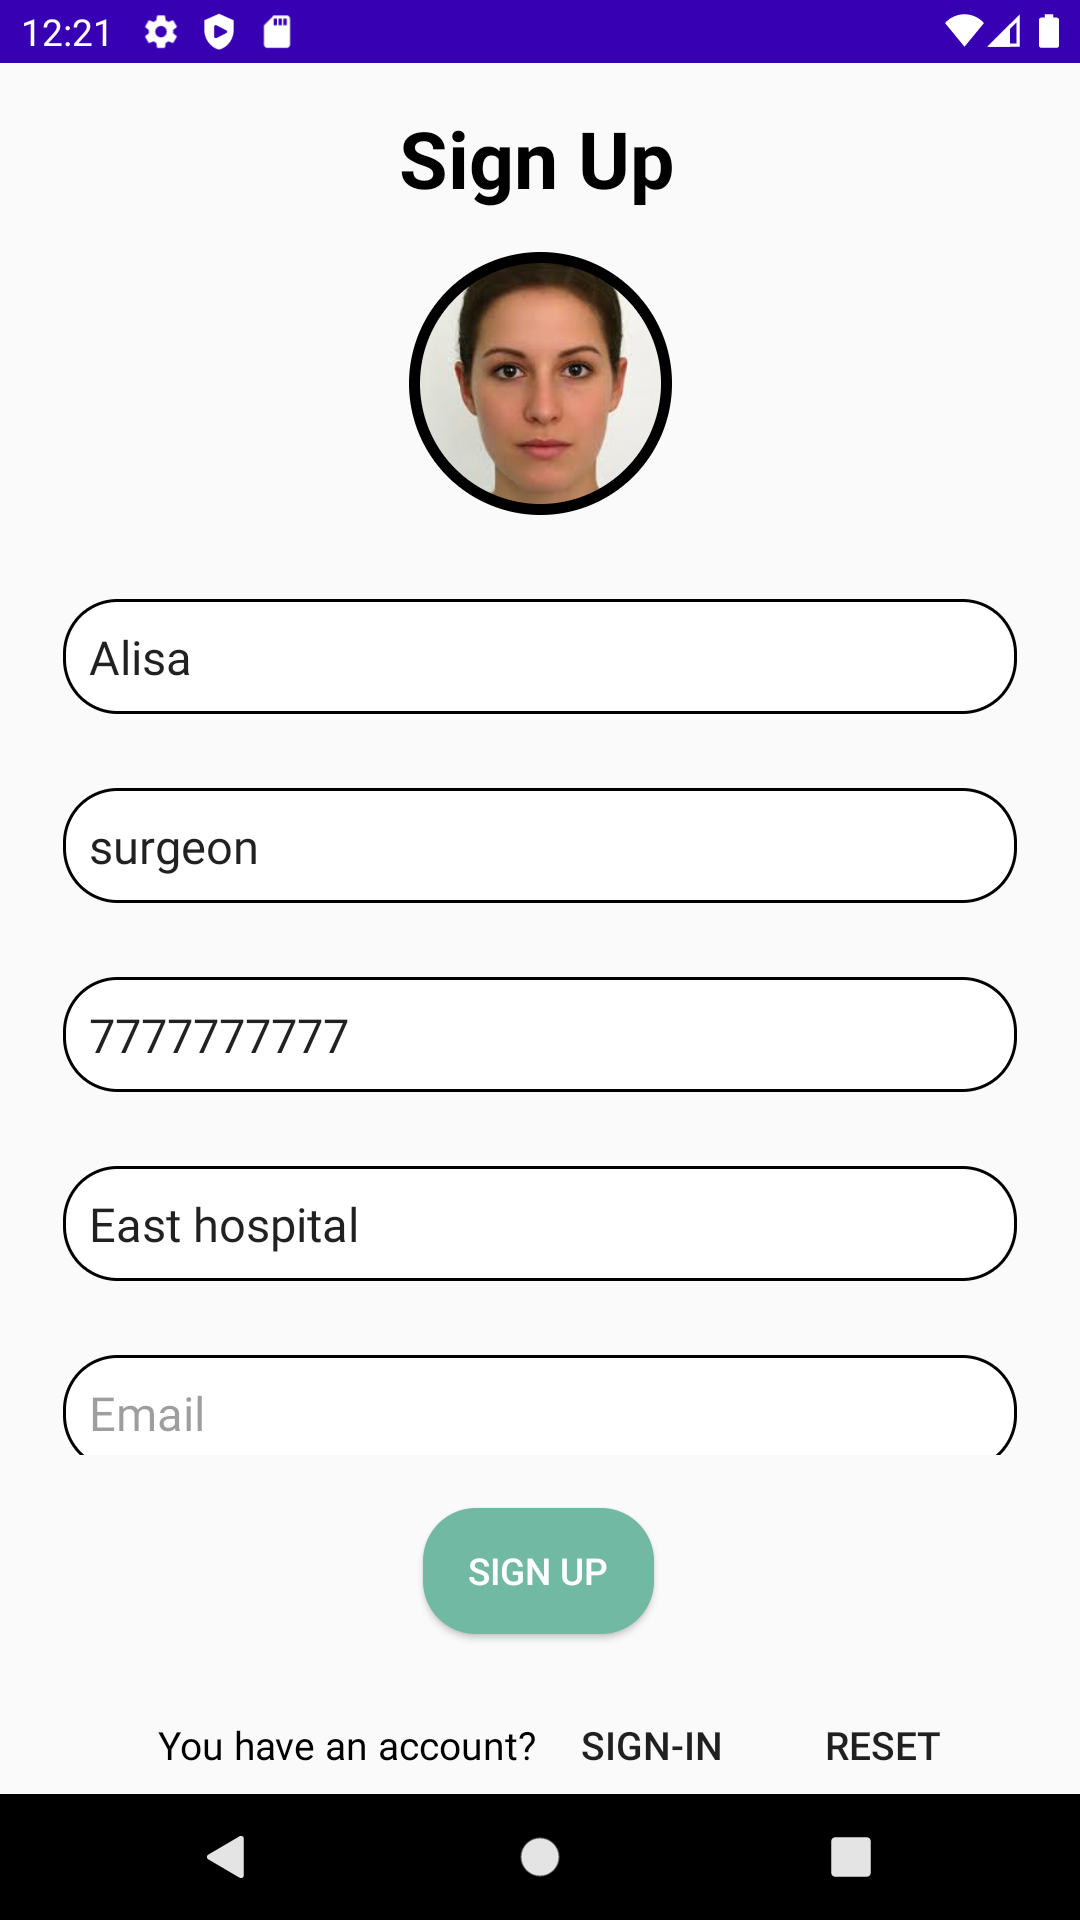 12:21
Sign Up
Alisa
surgeon
7777777777
East hospital
Email
SIGN UP
You have an account? SIGN-IN RESET